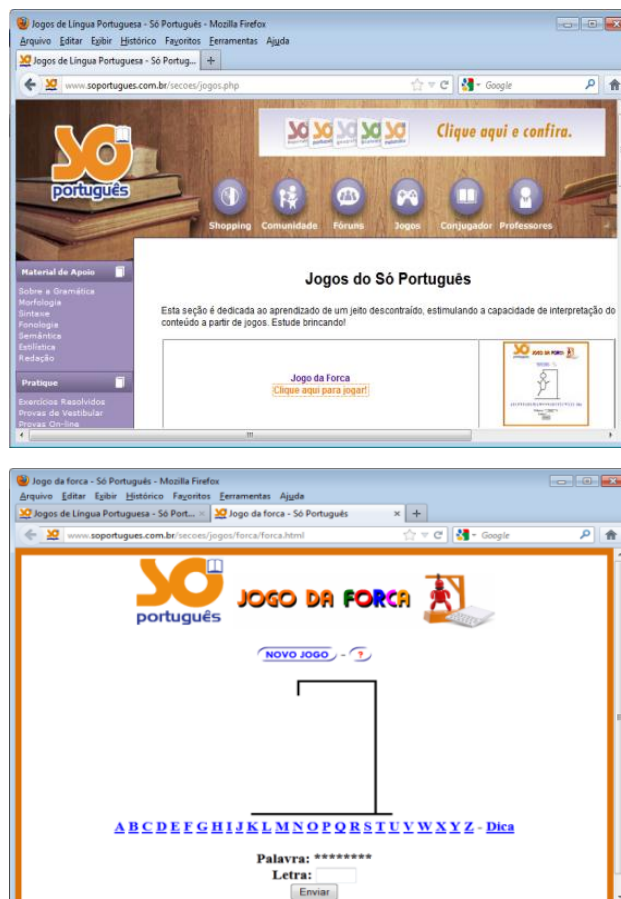 Jogos de Língua Portuguesa - Só Português - Mozilla Firefox
Arquivo Editar Exibir Histórico Favoritos Ferramentas Ajuda
Jogos de Língua Portuguesa - Só Portug... +
www.soportugues.com.br/secoes/jogos.php Google
SÓ português
Clique aqui e confira.
Shopping Comunidade Fóruns Jogos Conjugador Professores
Material de Apoio
Sobre a Gramática
Morfologia
Sintaxe
Fonologia
Semântica
Estilística
Redação
Pratique
Exercícios Resolvidos
Provas de Vestibular
Provas On-line
Jogos do Só Português
Esta seção é dedicada ao aprendizado de um jeito descontraído, estimulando a capacidade de interpretação do
conteúdo a partir de jogos. Estude brincando!
Jogo da Forca
Clique aqui para jogar!
Jogo da forca - Só Português - Mozilla Firefox
Arquivo Editar Exibir Histórico Favoritos Ferramentas Ajuda
Jogos de Língua Portuguesa - Só Port... × Jogo da forca - Só Português × +
www.soportugues.com.br/secoes/jogos/forca/forca.html Google
SÓ português
JOGO DA FORCA
NOVO JOGO - ?
A B C D E F G H I J K L M N O P Q R S T U V W X Y Z - Dica
Palavra: ********
Letra:
Enviar